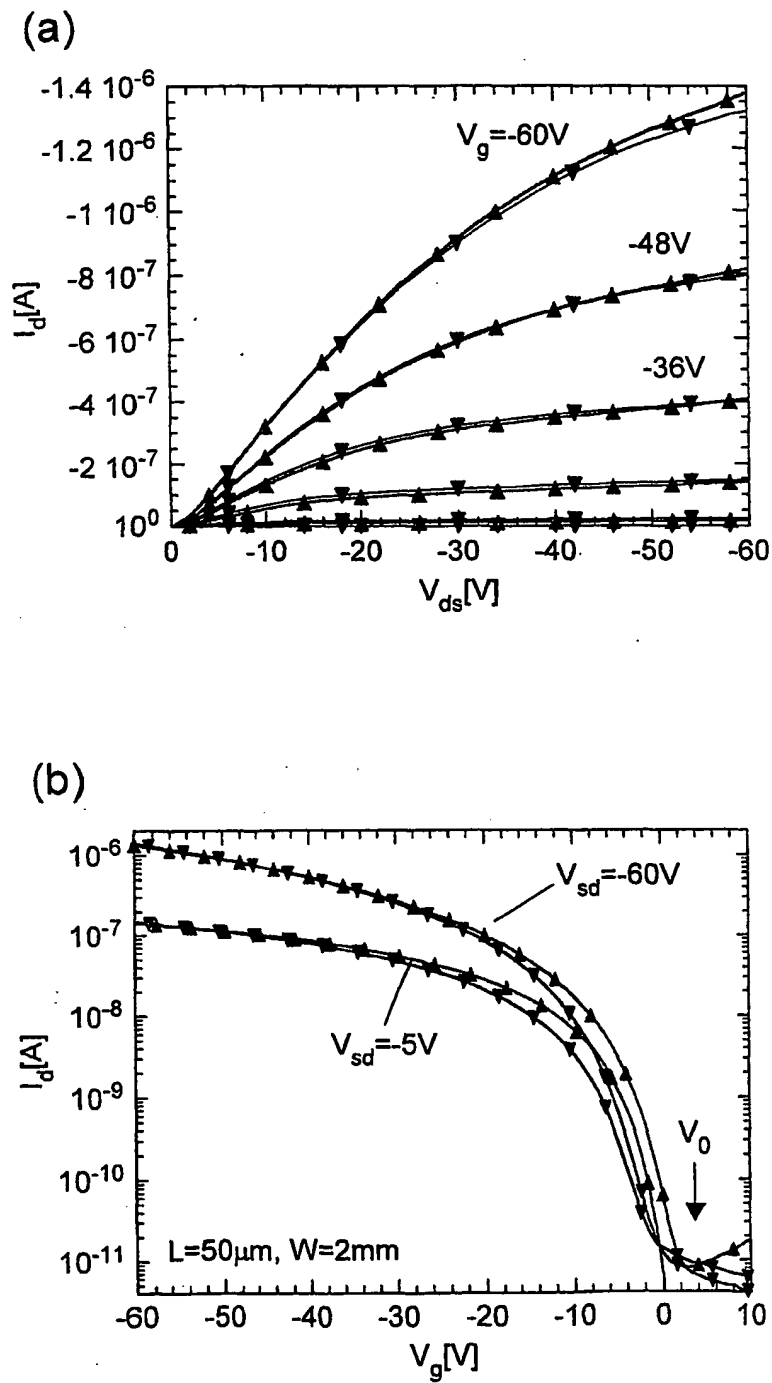 (a)
-1.4 10⁻⁶
-1.2 10⁻⁶
-1 10⁻⁶
-8 10⁻⁷
-6 10⁻⁷
-4 10⁻⁷
-2 10⁻⁷
10⁰
I_d[A]
V_g=-60V
-48V
-36V
0 -10 -20 -30 -40 -50 -60
V_ds[V]
(b)
10⁻⁶
10⁻⁷
10⁻⁸
10⁻⁹
10⁻¹⁰
10⁻¹¹
I_d[A]
V_sd=-60V
V_sd=-5V
V_0
L=50μm, W=2mm
-60 -50 -40 -30 -20 -10 0 10
V_g[V]